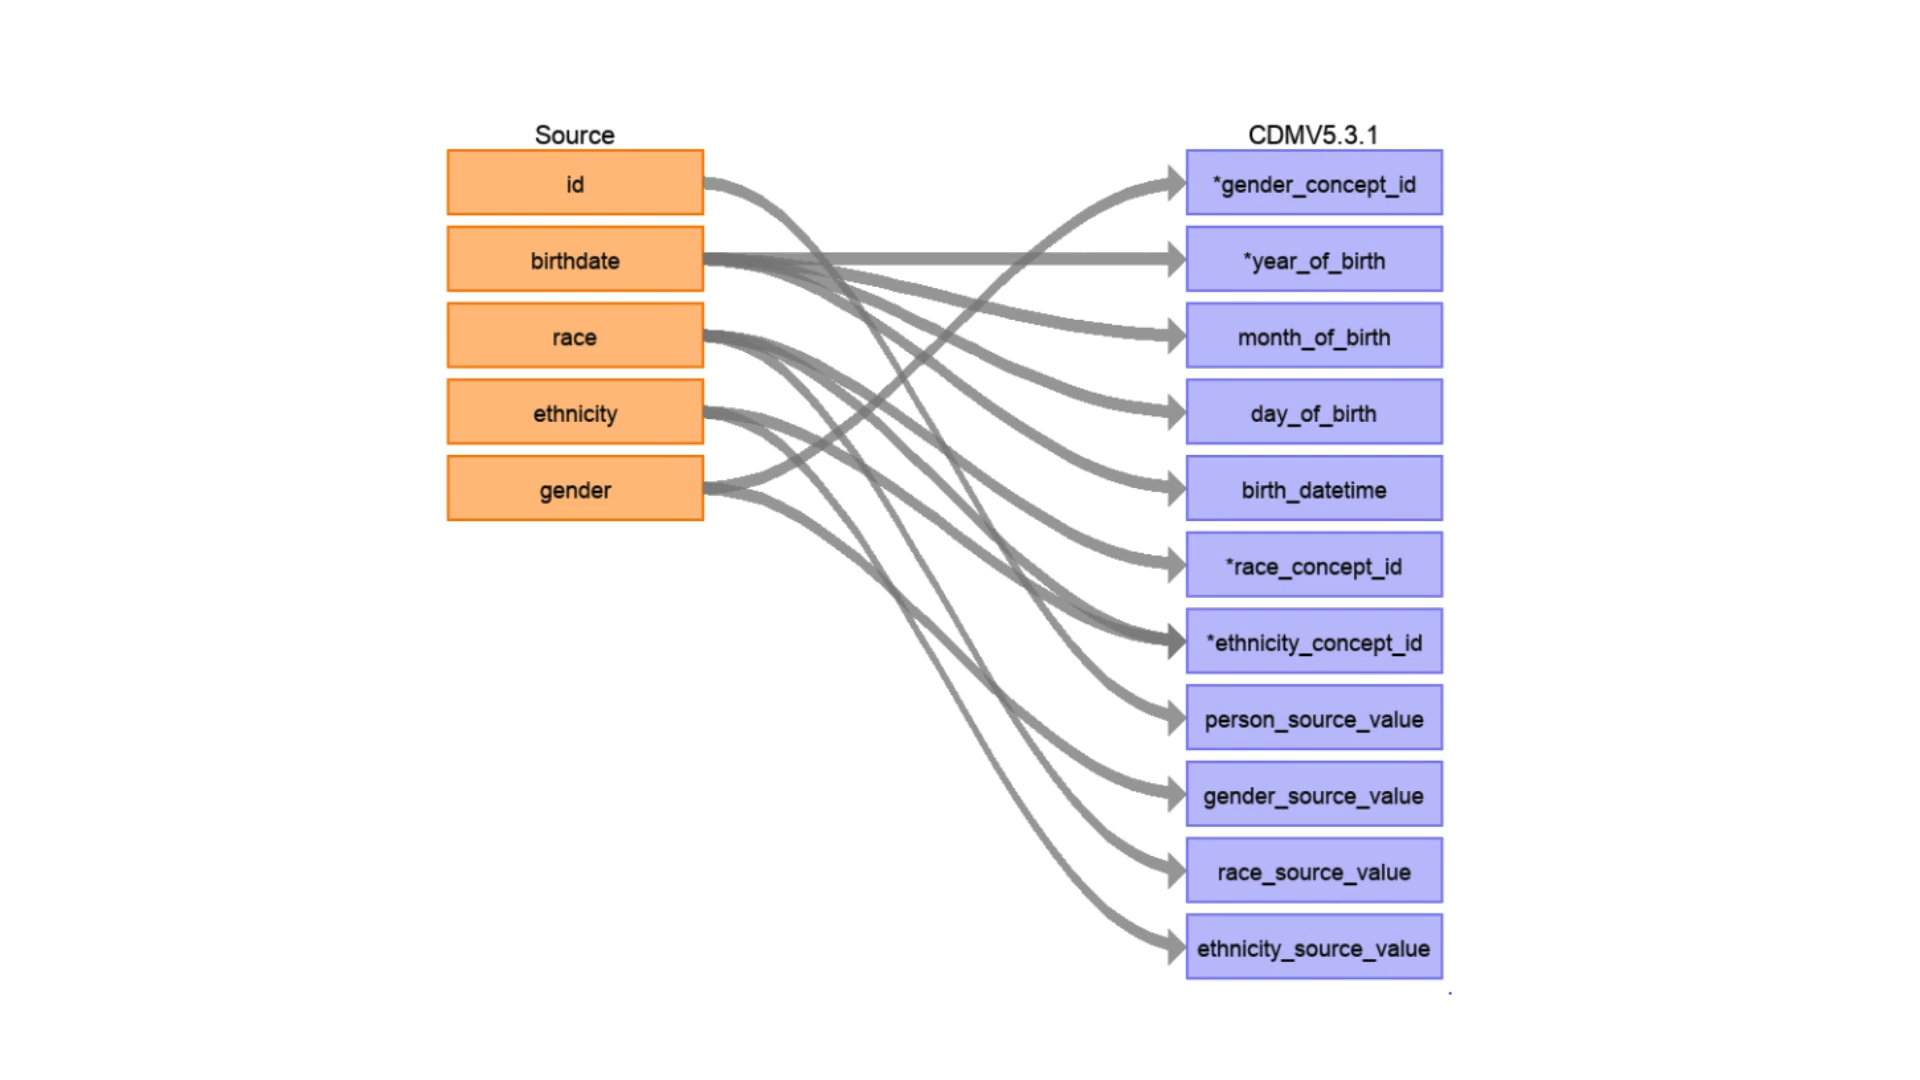 Source
id
birthdate
race
ethnicity
gender
CDMV5.3.1
*gender_concept_id
*year_of_birth
month_of_birth
day_of_birth
birth_datetime
*race_concept_id
*ethnicity_concept_id
person_source_value
gender_source_value
race_source_value
ethnicity_source_value